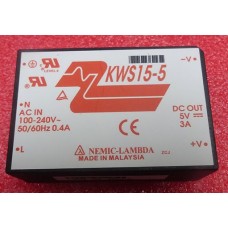 -V
KWS15-5
N
AC IN
100-240V~
50/60Hz 0.4A
L
DC OUT
5V
3A
+V
NEMIC-LAMBDA
MADE IN MALAYSIA